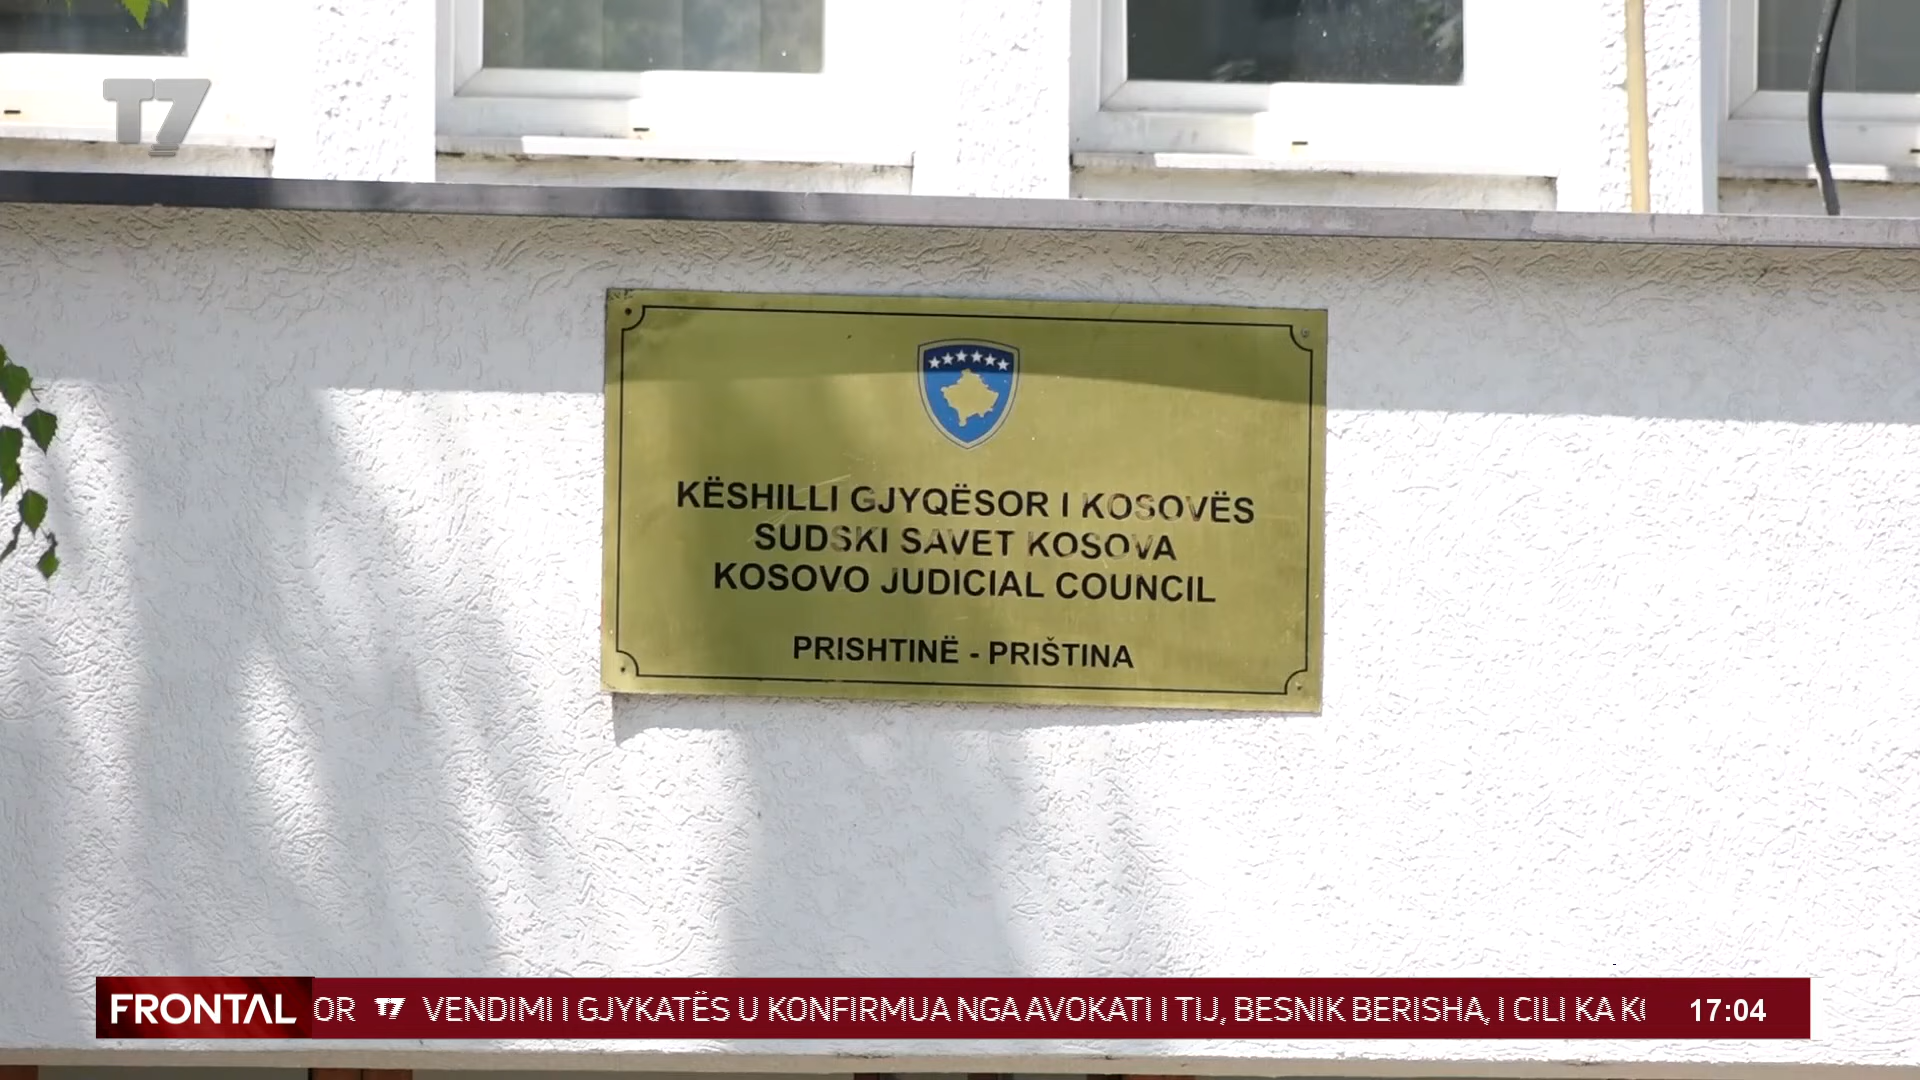 T7
KËSHILLI GJYQËSOR I KOSOVËS
SUDSKI SAVET KOSOVA
KOSOVO JUDICIAL COUNCIL
PRISHTINË - PRIŠTINA
FRONTAL OR T7 VENDIMI I GJYKATËS U KONFIRMUA NGA AVOKATI I TIJ, BESNIK BERISHA, I CILI KA 17:04